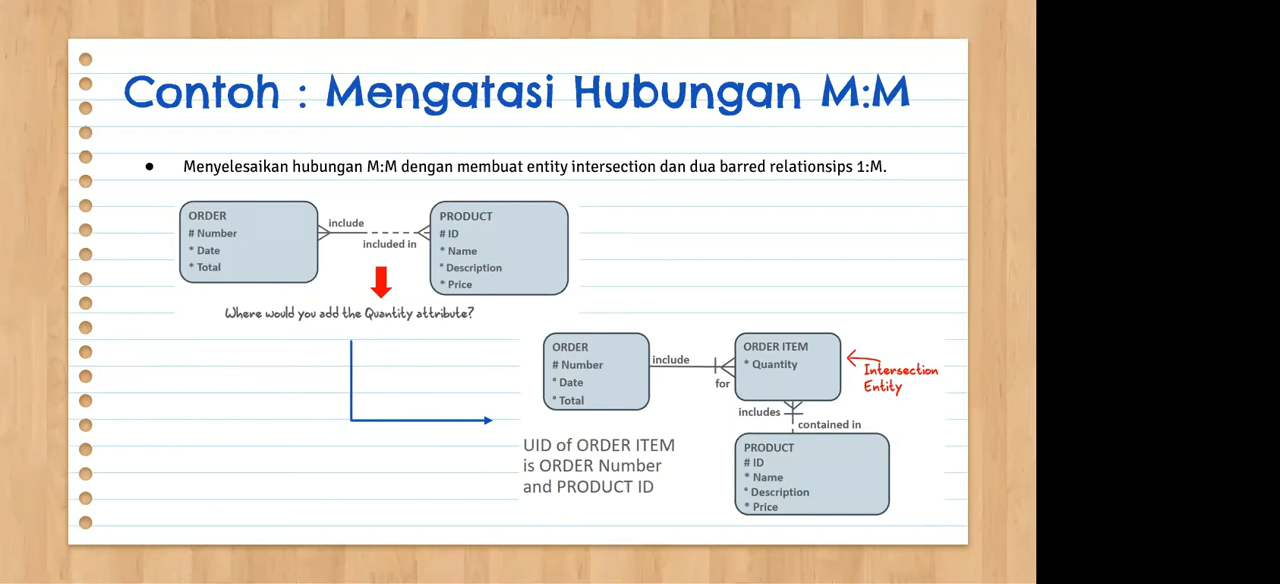 Contoh : Mengatasi Hubungan M:M
● Menyelesaikan hubungan M:M dengan membuat entity intersection dan dua barred relationsips 1:M.
ORDER
# Number
* Date
* Total
include
included in
PRODUCT
# ID
* Name
* Description
* Price
Where would you add the Quantity attribute?
ORDER
# Number
* Date
* Total
include
for
ORDER ITEM
* Quantity
Intersection
Entity
includes
contained in
PRODUCT
# ID
* Name
* Description
* Price
UID of ORDER ITEM
is ORDER Number
and PRODUCT ID